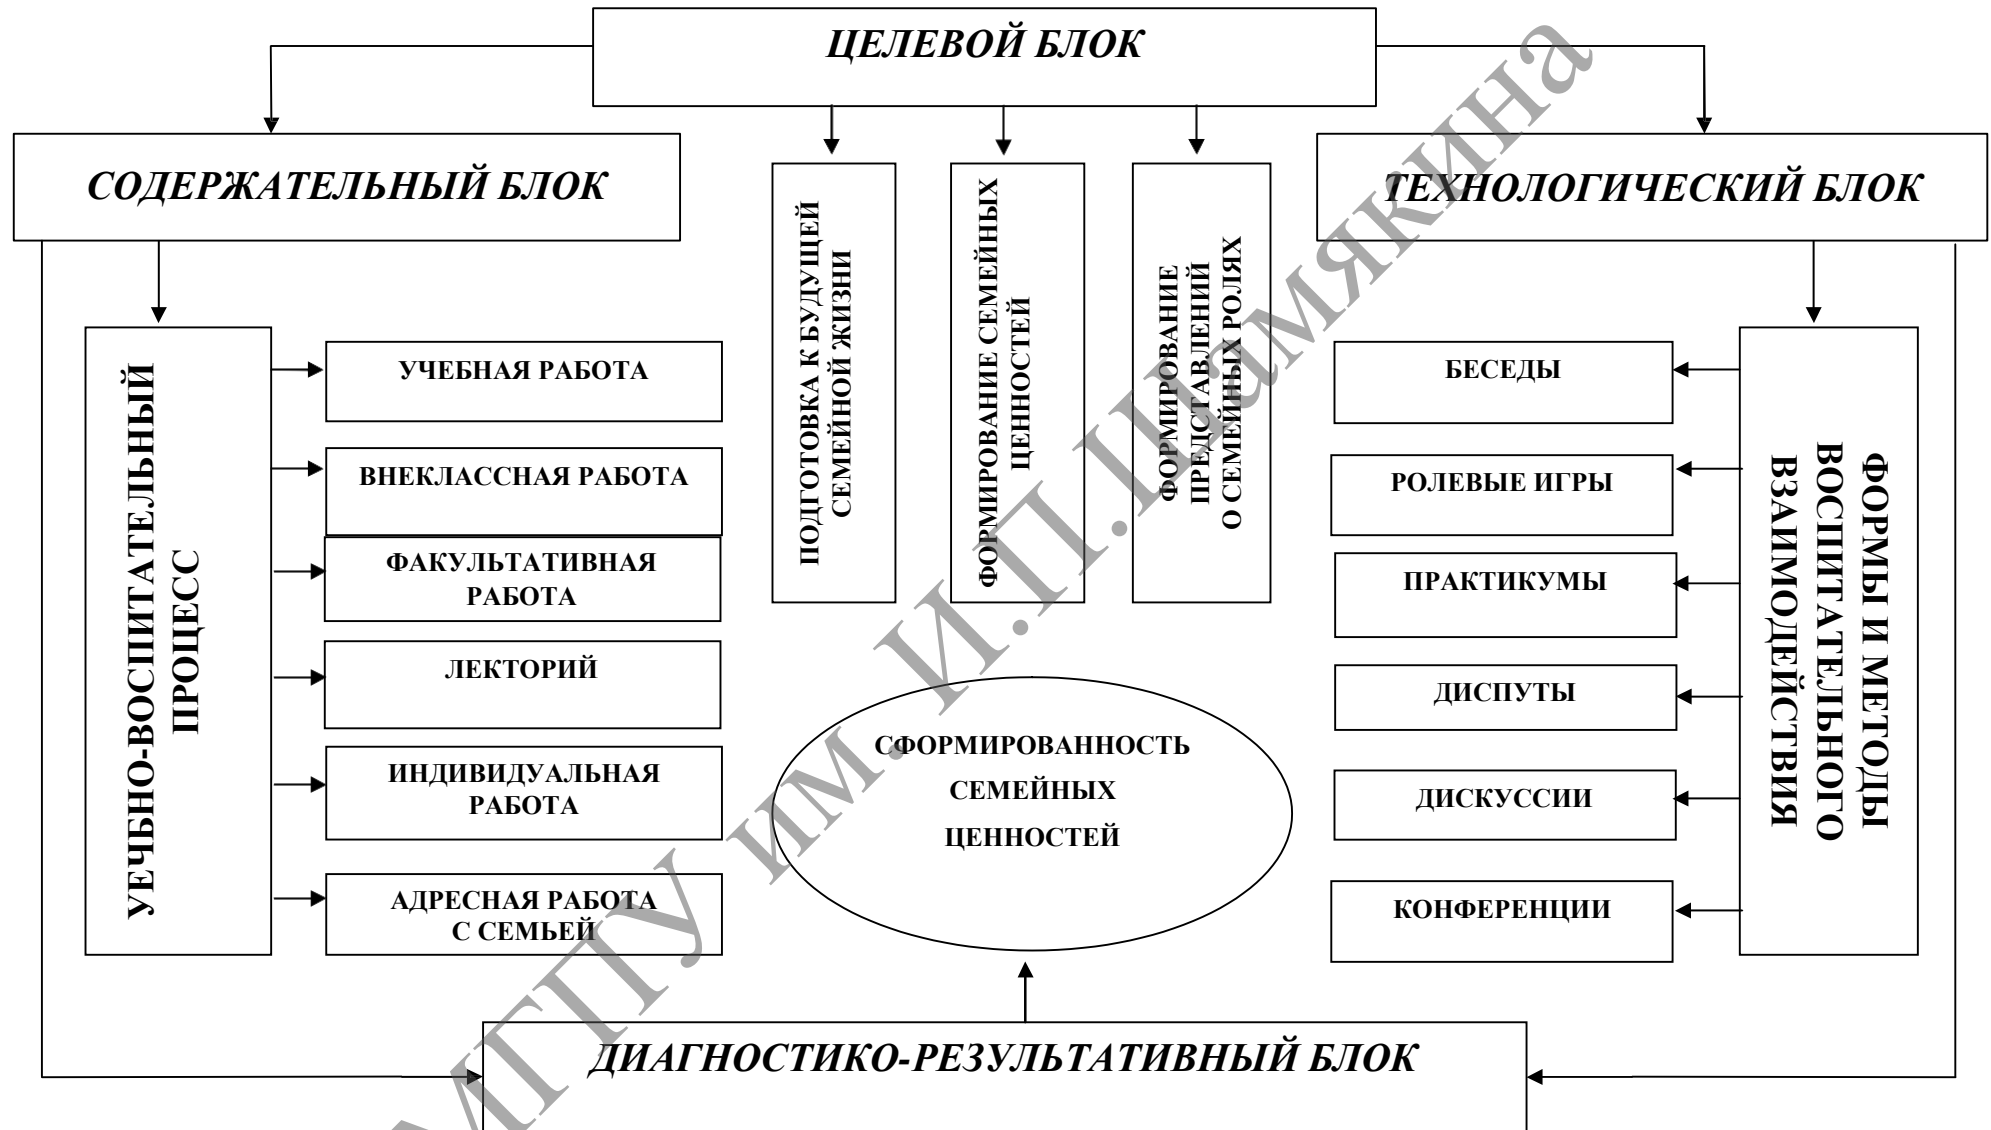 ЦЕЛЕВОЙ БЛОК
СОДЕРЖАТЕЛЬНЫЙ БЛОК
ТЕХНОЛОГИЧЕСКИЙ БЛОК
ПОДГОТОВКА К БУДУЩЕЙ
СЕМЕЙНОЙ ЖИЗНИ
ФОРМИРОВАНИЕ СЕМЕЙНЫХ
ЦЕННОСТЕЙ
ФОРМИРОВАНИЕ
ПРЕДСТАВЛЕНИЙ
О СЕМЕЙНЫХ РОЛЯХ
УЕЧБНО-ВОСПИТАТЕЛЬНЫЙ
ПРОЦЕСС
УЧЕБНАЯ РАБОТА
ВНЕКЛАССНАЯ РАБОТА
ФАКУЛЬТАТИВНАЯ
РАБОТА
ЛЕКТОРИЙ
ИНДИВИДУАЛЬНАЯ
РАБОТА
АДРЕСНАЯ РАБОТА
С СЕМЬЕЙ
СФОРМИРОВАННОСТЬ
СЕМЕЙНЫХ
ЦЕННОСТЕЙ
БЕСЕДЫ
РОЛЕВЫЕ ИГРЫ
ПРАКТИКУМЫ
ДИСПУТЫ
ДИСКУССИИ
КОНФЕРЕНЦИИ
ФОРМЫ И МЕТОДЫ
ВОСПИТАТЕЛЬНОГО
ВЗАИМОДЕЙСТВИЯ
ДИАГНОСТИКО-РЕЗУЛЬТАТИВНЫЙ БЛОК
МГПУ им. И.П.Шамякина